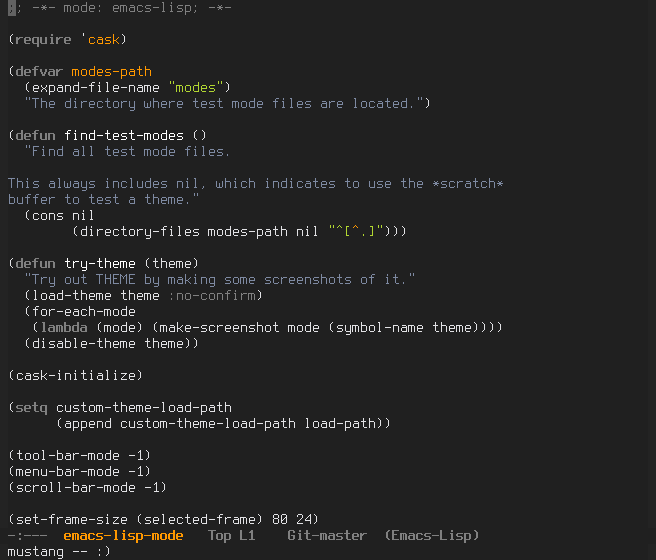 ;; -*- mode: emacs-lisp; -*-

(require 'cask)

(defvar modes-path
  (expand-file-name "modes")
  "The directory where test mode files are located.")

(defun find-test-modes ()
  "Find all test mode files.

This always includes nil, which indicates to use the *scratch*
buffer to test a theme."
  (cons nil
        (directory-files modes-path nil "^[^.]")))

(defun try-theme (theme)
  "Try out THEME by making some screenshots of it."
  (load-theme theme :no-confirm)
  (for-each-mode
   (lambda (mode) (make-screenshot mode (symbol-name theme))))
  (disable-theme theme))

(cask-initialize)

(setq custom-theme-load-path
      (append custom-theme-load-path load-path))

(tool-bar-mode -1)
(menu-bar-mode -1)
(scroll-bar-mode -1)

(set-frame-size (selected-frame) 80 24)
-:---  emacs-lisp-mode   Top L1    Git-master  (Emacs-Lisp)
mustang -- :)